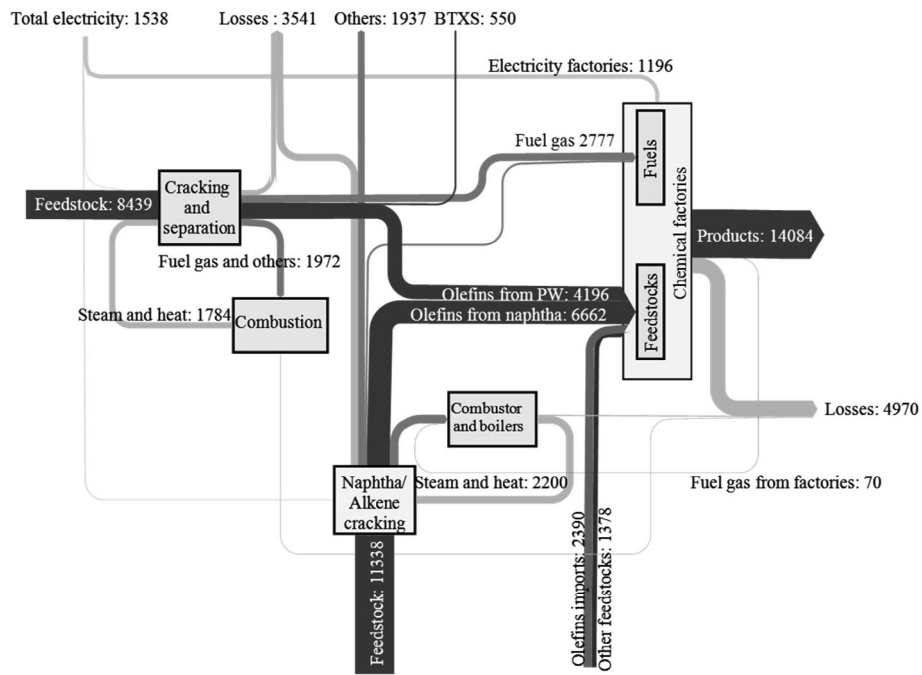 Total electricity: 1538
Losses : 3541
Others: 1937
BTXS: 550
Electricity factories: 1196
Fuel gas 2777
Fuels
Cracking
and
separation
Feedstock: 8439
Chemical factories
Products: 14084
Fuel gas and others: 1972
Olefins from PW: 4196
Feedstocks
Steam and heat: 1784
Combustion
Olefins from naphtha: 6662
Combustor
and boilers
Losses: 4970
Naphtha/
Alkene
cracking
Steam and heat: 2200
Fuel gas from factories: 70
Feedstock: 11338
Olefins imports: 2390
Other feedstocks: 1378